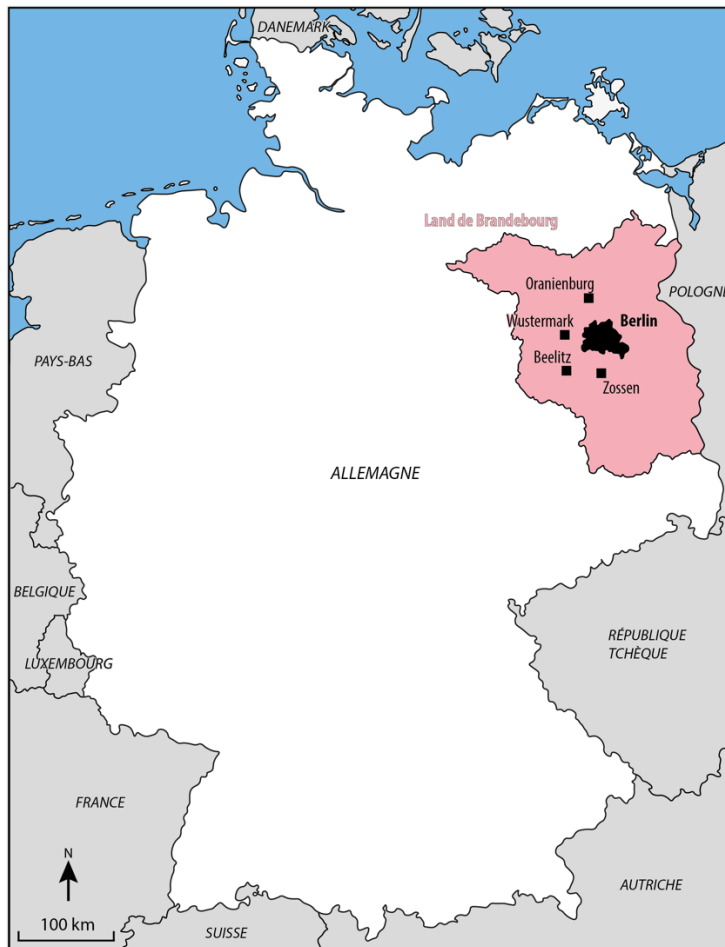 DANEMARK
Land de Brandebourg
Oranienburg
POLOGNE
Wustermark
Berlin
PAYS-BAS
Beelitz
Zossen
ALLEMAGNE
BELGIQUE
RÉPUBLIQUE
TCHÈQUE
LUXEMBOURG
FRANCE
N
AUTRICHE
100 km
SUISSE